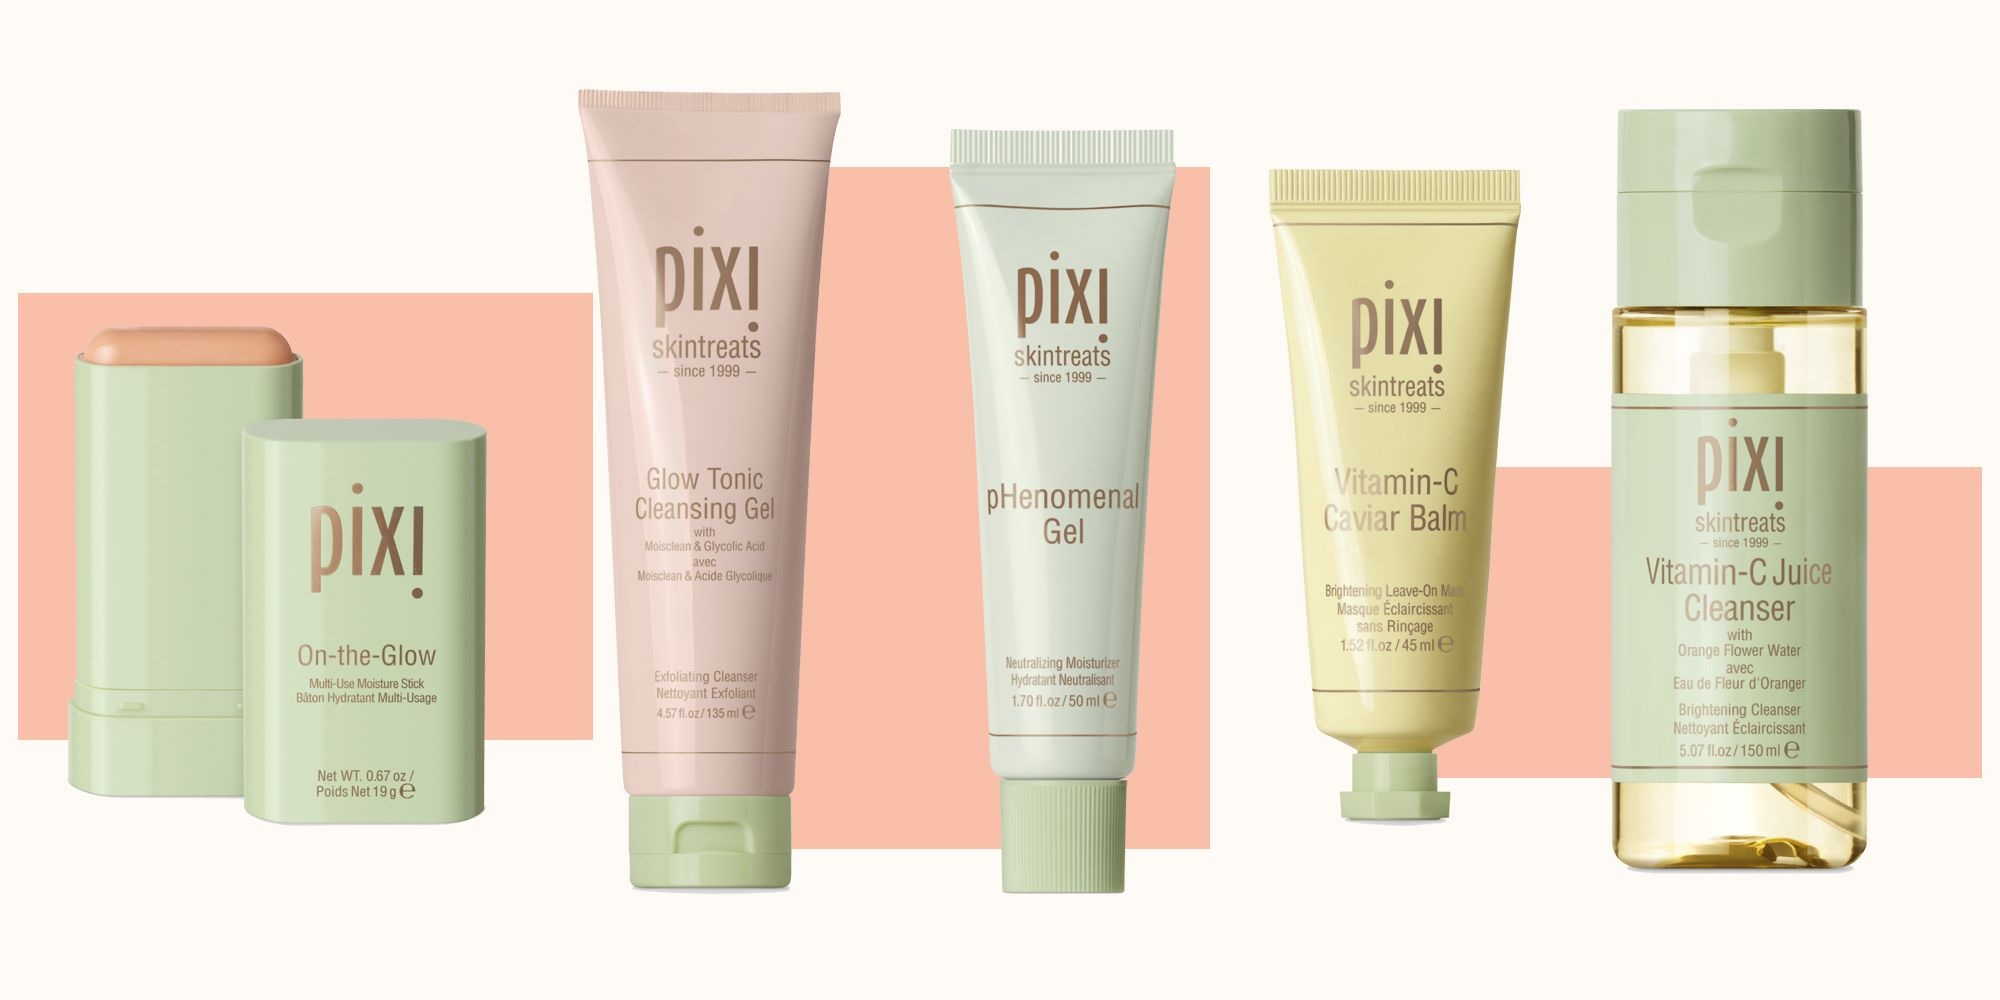 pixi
On-the-Glow
Multi-Use Moisture Stick
Bâton Hydratant Multi-Usage
Net WT. 0.67 oz /
Poids Net 19 g ℮
pixi
skintreats
— since 1999 —
Glow Tonic
Cleansing Gel
with
Moisclean & Glycolic Acid
avec
Moisclean & Acide Glycolique
Exfoliating Cleanser
Nettoyant Exfoliant
4.57 fl.oz / 135 ml ℮
pixi
skintreats
— since 1999 —
pHenomenal
Gel
Neutralizing Moisturizer
Hydratant Neutralisant
1.70 fl.oz / 50 ml ℮
pixi
skintreats
— since 1999 —
Vitamin-C
Caviar Balm
Brightening Leave-On Mask
Masque Éclaircissant
sans Rinçage
1.52 fl.oz / 45 ml ℮
pixi
skintreats
— since 1999 —
Vitamin-C Juice
Cleanser
with
Orange Flower Water
avec
Eau de Fleur d'Oranger
Brightening Cleanser
Nettoyant Éclaircissant
5.07 fl.oz / 150 ml ℮